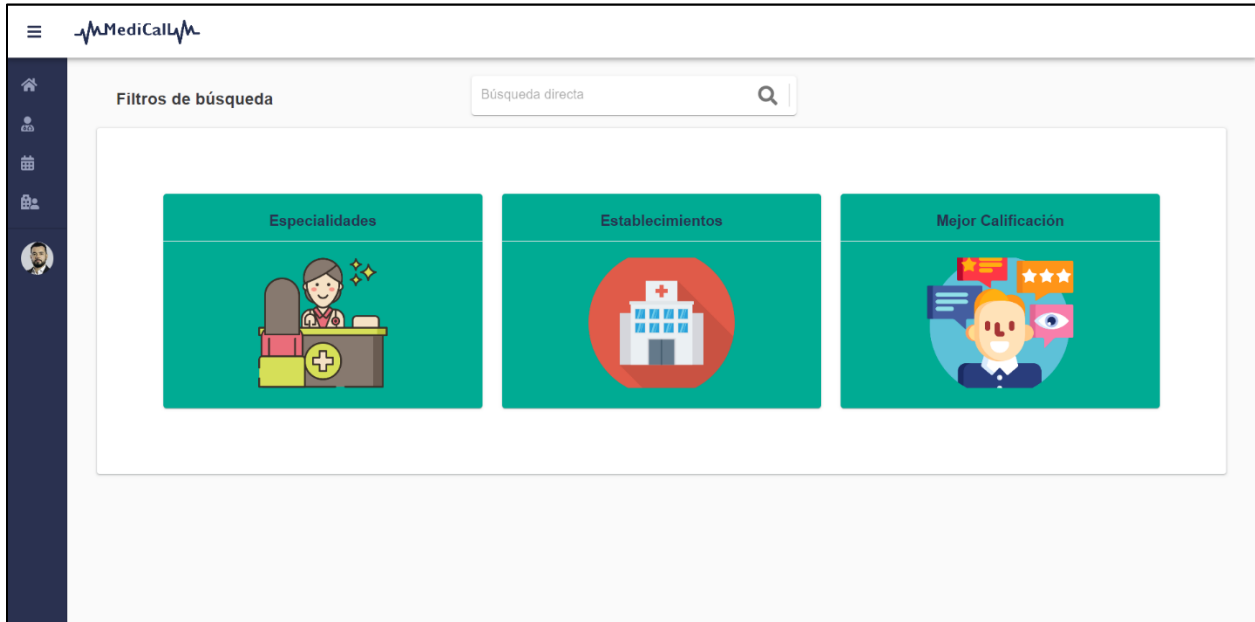 MediCall
Filtros de búsqueda
Búsqueda directa
Especialidades
Establecimientos
Mejor Calificación